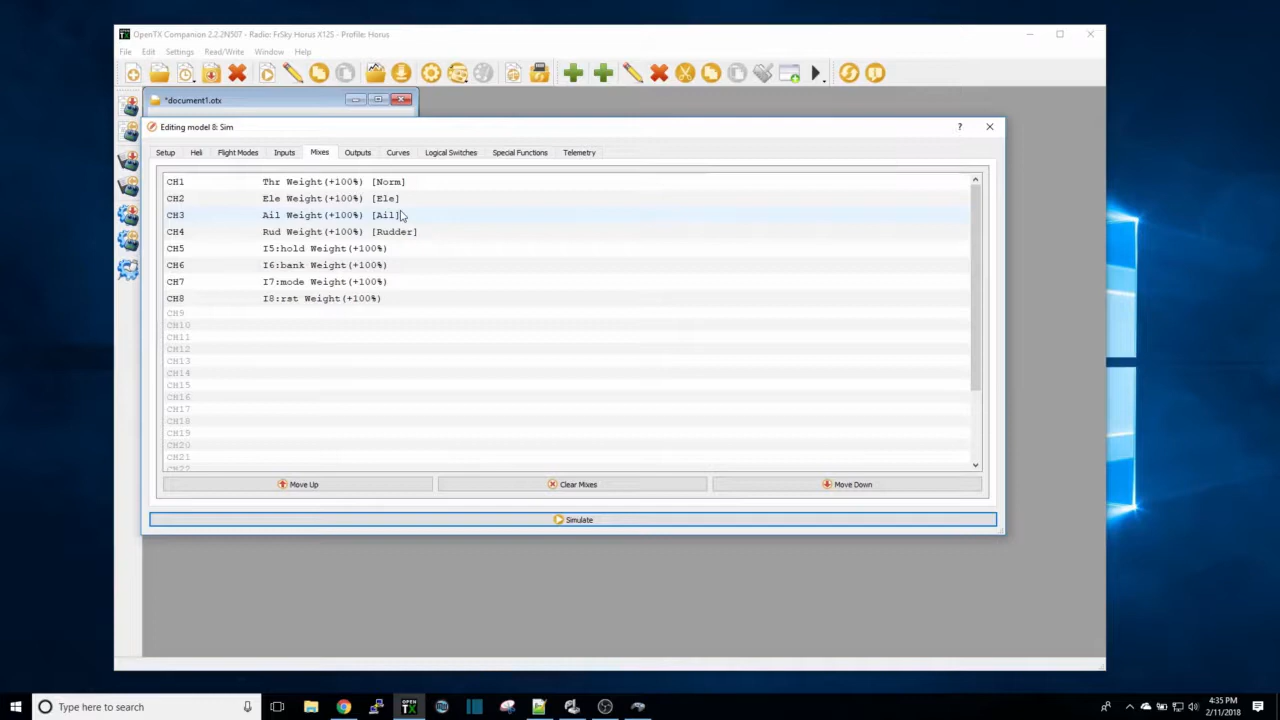 OpenTX Companion 2.2.2N507 - Radio: FrSky Horus X12S - Profile: Horus
File Edit Settings Read/Write Window Help
*document1.otx
Editing model 8: Sim
?
Setup Heli Flight Modes Inputs Mixes Outputs Curves Logical Switches Special Functions Telemetry
CH1 Thr Weight(+100%) [Norm]
CH2 Ele Weight(+100%) [Ele]
CH3 Ail Weight(+100%) [Ail]
CH4 Rud Weight(+100%) [Rudder]
CH5 I5:hold Weight(+100%)
CH6 I6:bank Weight(+100%)
CH7 I7:mode Weight(+100%)
CH8 I8:rst Weight(+100%)
CH9
CH10
CH11
CH12
CH13
CH14
CH15
CH16
CH17
CH18
CH19
CH20
CH21
CH22
Move Up Clear Mixes Move Down
Simulate
Type here to search
OPEN
TX
4:35 PM
2/11/2018